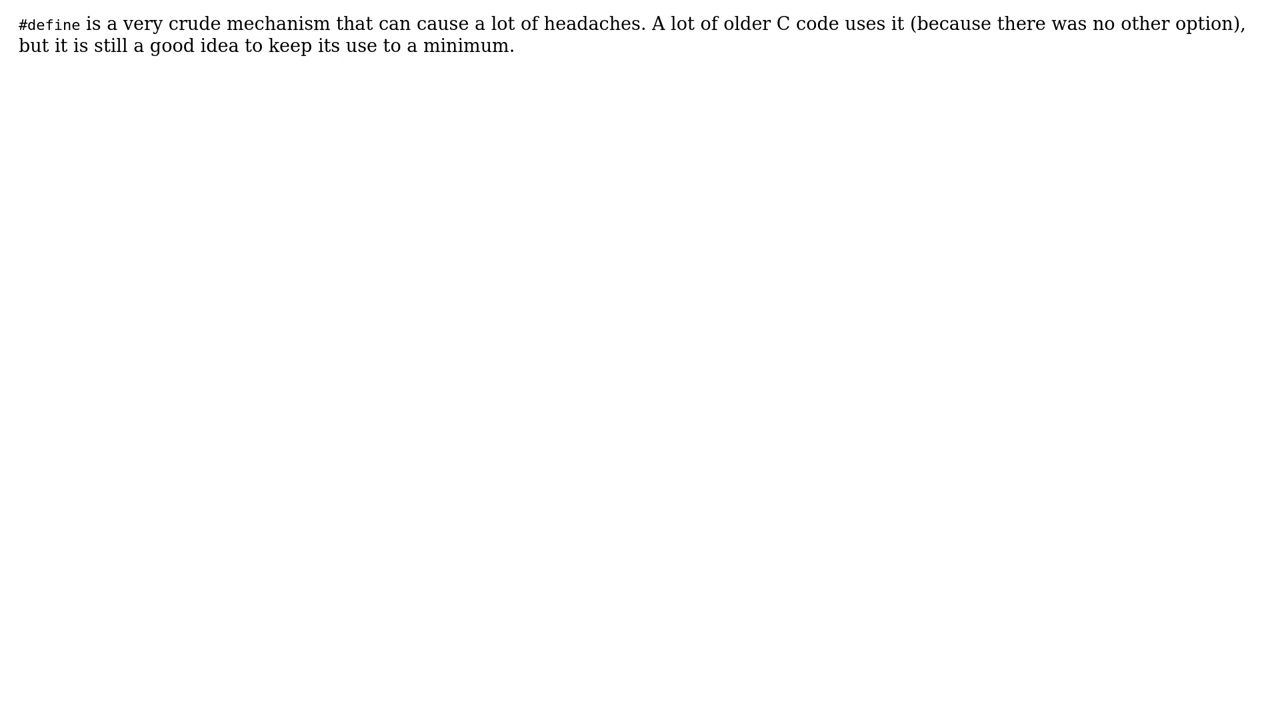 #define is a very crude mechanism that can cause a lot of headaches. A lot of older C code uses it (because there was no other option),
but it is still a good idea to keep its use to a minimum.